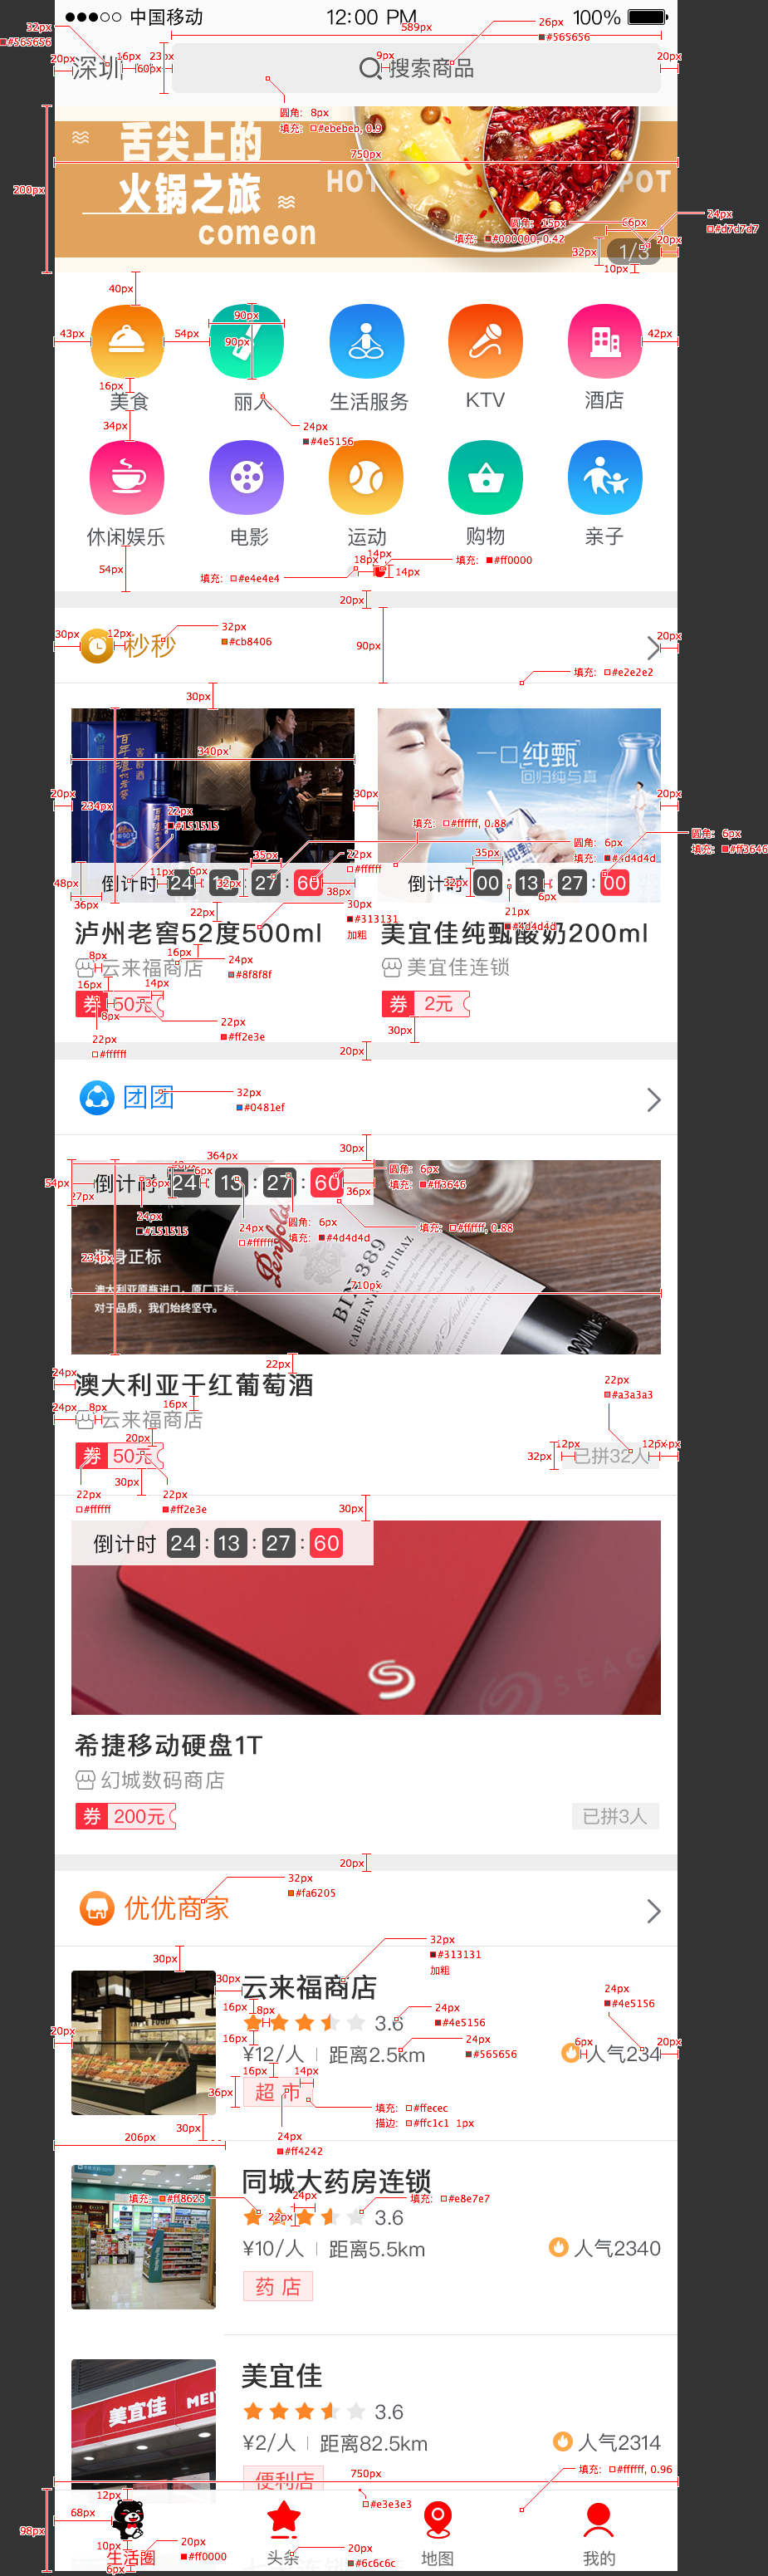 中国移动 12:00 PM 100%
589px
26px
#565656
32px
#565656
20px 深圳 16px 23px 60px 9px 搜索商品 20px
圆角: 8px
填充: #ebebeb, 0.9
舌尖上的
火锅之旅
comeon
HOT POT
750px
200px
圆角: 15px 66px
24px
#d7d7d7
填充: #000000, 0.42
32px 1/3 20px
10px
40px
43px 54px 90px 90px 42px
16px
美食 丽人 生活服务 KTV 酒店
34px
24px
#4e5156
休闲娱乐 电影 运动 购物 亲子
14px
18px
填充: #ff0000
14px
填充: #e4e4e4
54px
20px
30px 12px 秒秒
32px
#cb8406
90px
20px
填充: #e2e2e2
30px
百年泸州老窖
窖龄酒
一口纯甄
回归纯与真
340px
20px 234px 30px 20px
22px
#151515
填充: #ffffff, 0.88
圆角: 6px
填充: #4d4d4d
圆角: 6px
填充: #ff3646
35px 22px
#ffffff
35px
48px 倒计时 11px 24 6px 32px 13 : 27 : 60
38px
36px
倒计时 32px 00 : 13 : 27 : 00
6px
22px
30px
#313131
加粗
21px
#4d4d4d
泸州老窖52度500ml
美宜佳纯甄酸奶200ml
8px 16px
云来福商店
24px
#8f8f8f
美宜佳连锁
16px 14px
券 50元
8px
券 2元
22px
#ff2e3e
22px
#ffffff
30px
20px
团团
32px
#0481ef
30px
364px
54px 倒计时 36px 24 6px : 13 : 27 : 60
27px
36px
圆角: 6px
填充: #ff3646
24px
#151515
24px
#ffffff
圆角: 6px
填充: #4d4d4d
填充: #ffffff, 0.88
Penfolds
BIN 389
CABERNET SHIRAZ
瓶身正标
234px
710px
澳大利亚原瓶进口，原厂正标，
对于品质，我们始终坚守。
22px
24px
澳大利亚干红葡萄酒
16px
24px 8px 云来福商店
22px
#a3a3a3
20px
券 50元
32px 12px 已拼32人 12px
30px
22px
#ffffff
22px
#ff2e3e
30px
倒计时 24 : 13 : 27 : 60
SEAG
希捷移动硬盘1T
幻城数码商店
券 200元
已拼3人
20px
优优商家
32px
#fa6205
30px
32px
#313131
加粗
30px 云来福商店
16px 8px 3.6
24px
#4e5156
24px
#4e5156
16px
24px
#565656
20px ¥12/人 距离2.5km 6px 人气234 20px
16px 14px
36px 超 市
填充: #ffecec
描边: #ffc1c1 1px
30px
206px
24px
#ff4242
同城大药房连锁
填充: #ff8625 24px
填充: #e8e7e7
22px 3.6
¥10/人 距离5.5km 人气2340
药 店
美宜佳
美宜佳 MEI
3.6
¥2/人 距离82.5km 人气2314
便利店
750px
填充: #ffffff, 0.96
12px
#e3e3e3
68px
98px
10px
生活圈
6px
20px
#ff0000
头条
20px
#6c6c6c
地图 我的